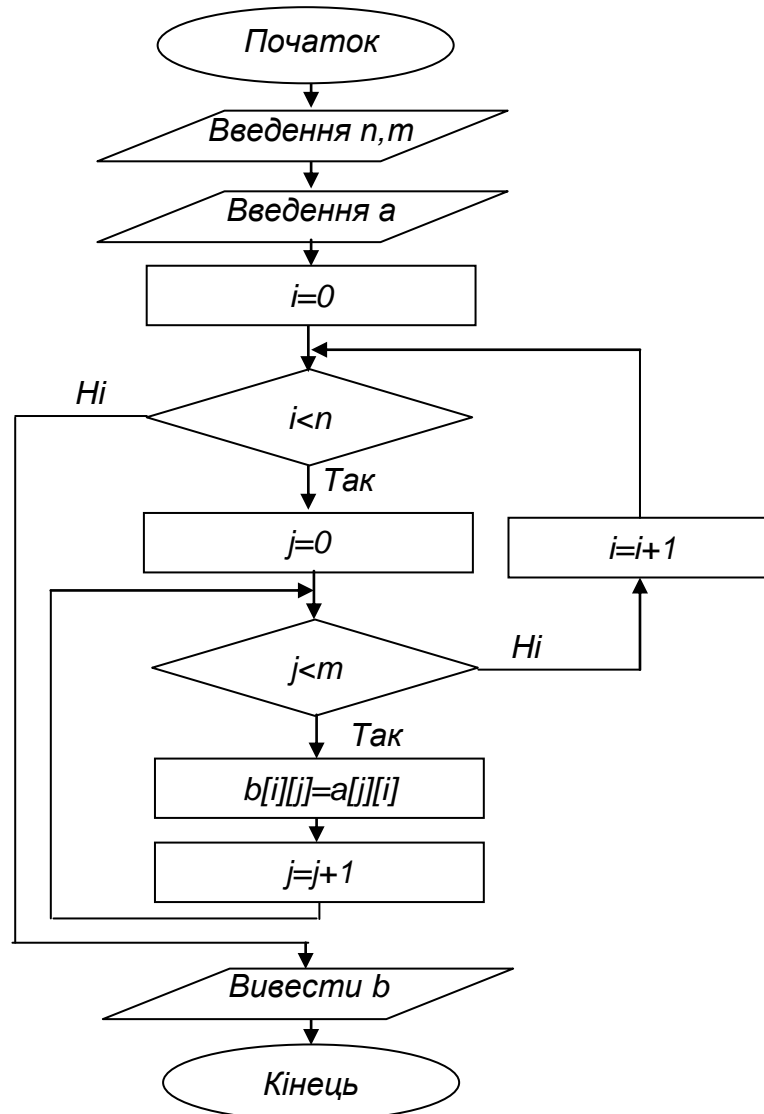 Початок
Введення n,m
Введення a
i=0
Ні
i<n
Так
j=0
i=i+1
j<m
Ні
Так
b[i][j]=a[j][i]
j=j+1
Вивести b
Кінець